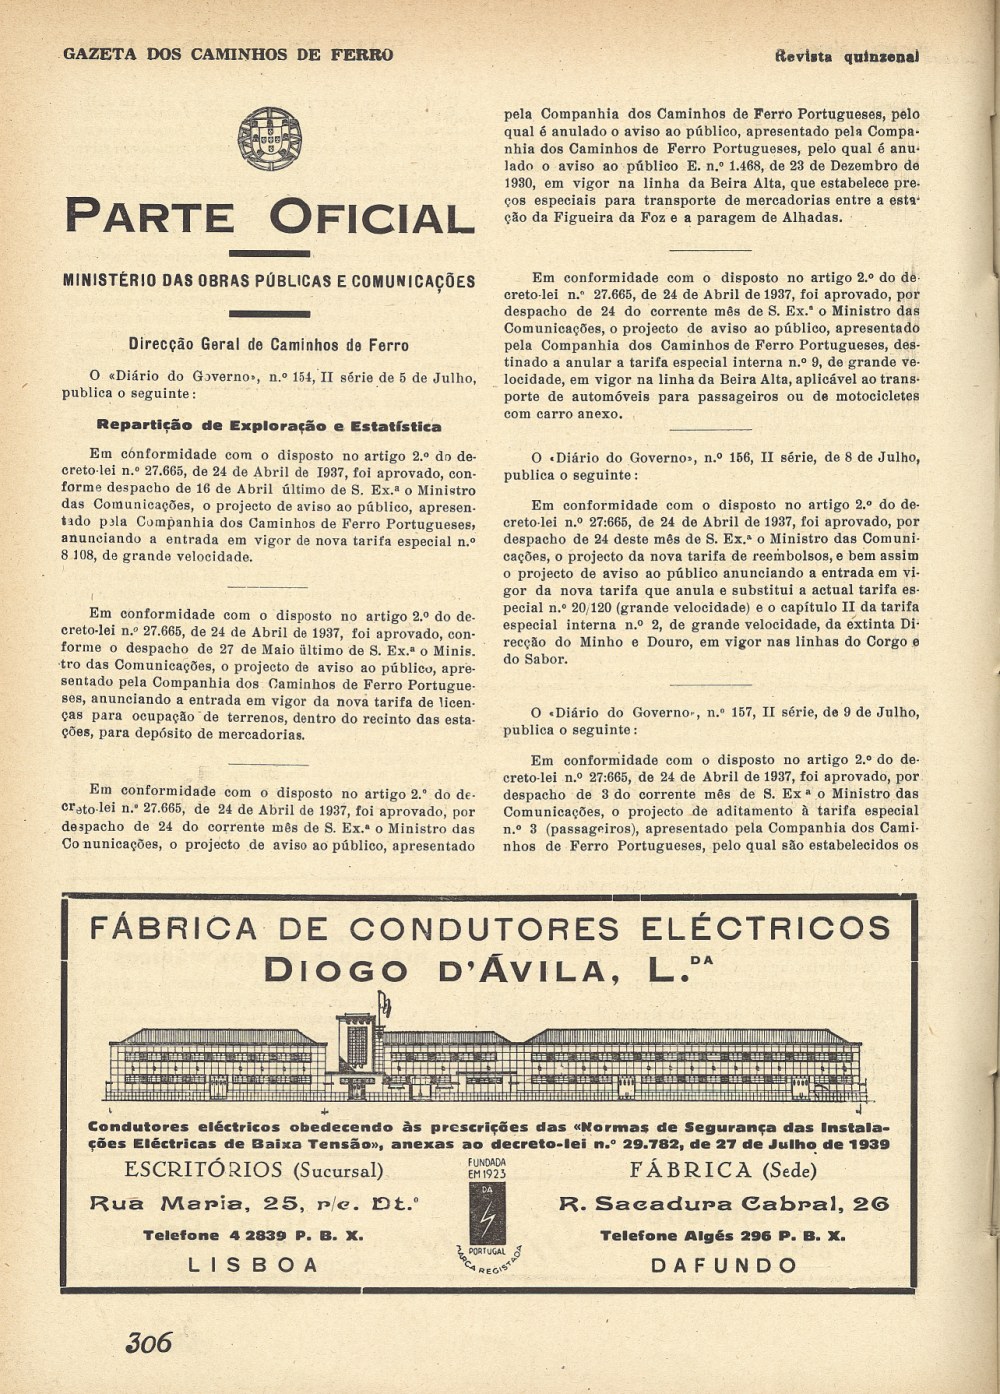 GAZETA DOS CAMINHOS DE FERRO
Revista quinzenal
PARTE OFICIAL
MINISTÉRIO DAS OBRAS PÚBLICAS E COMUNICAÇÕES
Direcção Geral de Caminhos de Ferro
O «Diário do Governo», n.º 154, II série de 5 de Julho,
publica o seguinte:
Repartição de Exploração e Estatística
Em conformidade com o disposto no artigo 2.º do de-
creto-lei n.º 27.665, de 24 de Abril de 1937, foi aprovado, con-
forme despacho de 16 de Abril último de S. Ex.ª o Ministro
das Comunicações, o projecto de aviso ao público, apresen-
tado pela Companhia dos Caminhos de Ferro Portugueses,
anunciando a entrada em vigor de nova tarifa especial n.º
8 108, de grande velocidade.
Em conformidade com o disposto no artigo 2.º do de-
creto-lei n.º 27.665, de 24 de Abril de 1937, foi aprovado, con-
forme o despacho de 27 de Maio último de S. Ex.ª o Minis.
tro das Comunicações, o projecto de aviso ao público, apre-
sentado pela Companhia dos Caminhos de Ferro Portugue-
ses, anunciando a entrada em vigor da nova tarifa de licen-
ças para ocupação de terrenos, dentro do recinto das esta-
ções, para depósito de mercadorias.
Em conformidade com o disposto no artigo 2.º do de-
creto-lei n.º 27.665, de 24 de Abril de 1937, foi aprovado, por
despacho de 24 do corrente mês de S. Ex.ª o Ministro das
Comunicações, o projecto de aviso ao público, apresentado
pela Companhia dos Caminhos de Ferro Portugueses, pelo
qual é anulado o aviso ao público, apresentado pela Compa-
nhia dos Caminhos de Ferro Portugueses, pelo qual é anu-
lado o aviso ao público E. n.º 1.468, de 23 de Dezembro de
1930, em vigor na linha da Beira Alta, que estabelece pre-
ços especiais para transporte de mercadorias entre a esta-
ção da Figueira da Foz e a paragem de Alhadas.
Em conformidade com o disposto no artigo 2.º do de-
creto-lei n.º 27.665, de 24 de Abril de 1937, foi aprovado, por
despacho de 24 do corrente mês de S. Ex.ª o Ministro das
Comunicações, o projecto de aviso ao público, apresentado
pela Companhia dos Caminhos de Ferro Portugueses, des-
tinado a anular a tarifa especial interna n.º 9, de grande ve-
locidade, em vigor na linha da Beira Alta, aplicável ao trans-
porte de automóveis para passageiros ou de motocicletes
com carro anexo.
O «Diário do Governo», n.º 156, II série, de 8 de Julho,
publica o seguinte:
Em conformidade com o disposto no artigo 2.º do de-
creto-lei n.º 27:665, de 24 de Abril de 1937, foi aprovado, por
despacho de 24 deste mês de S. Ex.ª o Ministro das Comuni-
cações, o projecto da nova tarifa de reembolsos, e bem assim
o projecto de aviso ao público anunciando a entrada em vi-
gor da nova tarifa que anula e substitui a actual tarifa es-
pecial n.º 20/120 (grande velocidade) e o capítulo II da tarifa
especial interna n.º 2, de grande velocidade, da extinta Di-
recção do Minho e Douro, em vigor nas linhas do Corgo e
do Sabor.
O «Diário do Governo», n.º 157, II série, de 9 de Julho,
publica o seguinte:
Em conformidade com o disposto no artigo 2.º do de-
creto-lei n.º 27:665, de 24 de Abril de 1937, foi aprovado, por
despacho de 3 do corrente mês de S. Ex ª o Ministro das
Comunicações, o projecto de aditamento à tarifa especial
n.º 3 (passageiros), apresentado pela Companhia dos Cami-
nhos de Ferro Portugueses, pelo qual são estabelecidos os
FÁBRICA DE CONDUTORES ELÉCTRICOS
DIOGO D'ÁVILA, L.DA
Condutores eléctricos obedecendo às prescrições das «Normas de Segurança das Instala-
ções Eléctricas de Baixa Tensão», anexas ao decreto-lei n.º 29.782, de 27 de Julho de 1939
ESCRITÓRIOS (Sucursal)
Rua Maria, 25, r/c. Dt.º
Telefone 4 2839 P. B. X.
LISBOA
FUNDADA
EM 1923
DA
PORTUGAL
MARCA REGISTADA
FÁBRICA (Sede)
R. Sacadura Cabral, 26
Telefone Algés 296 P. B. X.
DAFUNDO
306